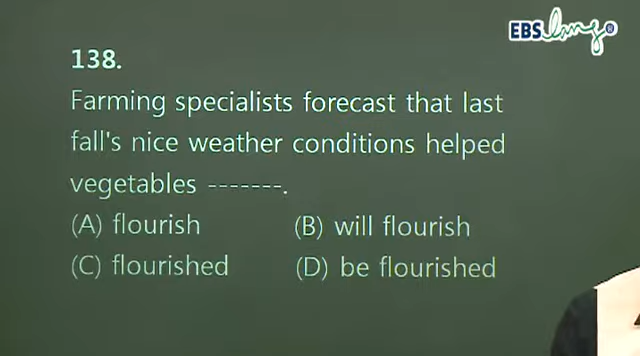 EBS lang®
138.
Farming specialists forecast that last
fall's nice weather conditions helped
vegetables -------.
(A) flourish (B) will flourish
(C) flourished (D) be flourished